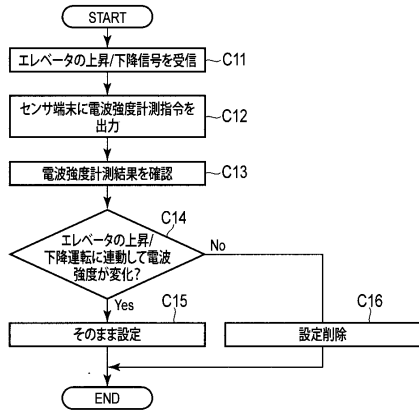 START
エレベータの上昇/下降信号を受信
C11
センサ端末に電波強度計測指令を
出力
C12
電波強度計測結果を確認
C13
C14
エレベータの上昇/
下降運転に連動して電波
強度が変化?
No
Yes
C15
そのまま設定
C16
設定削除
END